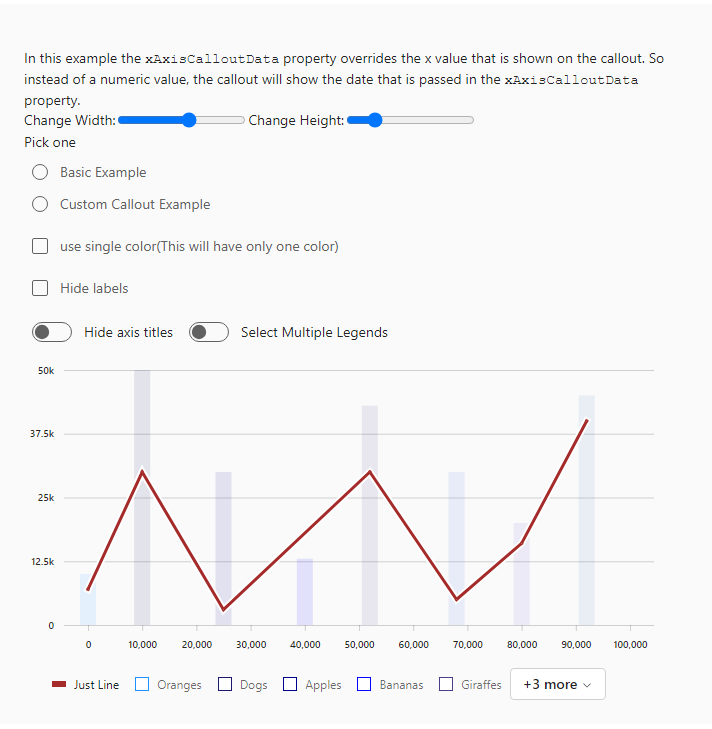 In this example the xAxisCalloutData property overrides the x value that is shown on the callout. So
instead of a numeric value, the callout will show the date that is passed in the xAxisCalloutData
property.
Change Width: Change Height:
Pick one
Basic Example
Custom Callout Example
use single color(This will have only one color)
Hide labels
Hide axis titles Select Multiple Legends
50k
37.5k
25k
12.5k
0
0 10,000 20,000 30,000 40,000 50,000 60,000 70,000 80,000 90,000 100,000
Just Line Oranges Dogs Apples Bananas Giraffes +3 more